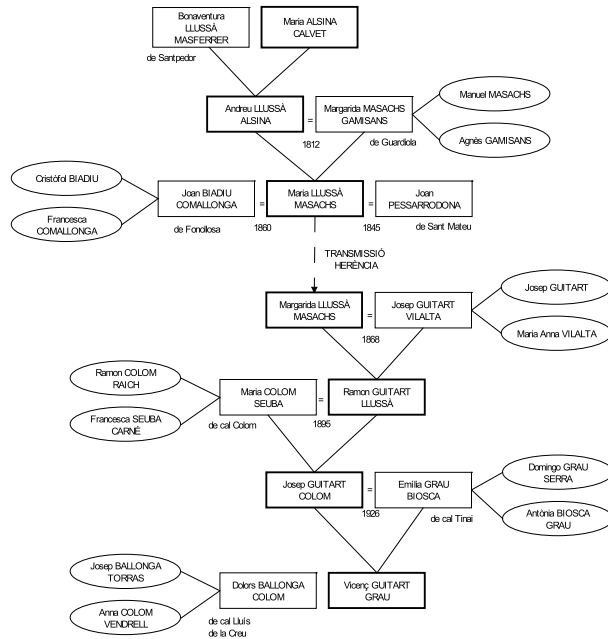 Bonaventura
LLUSSÀ
MASFERRER
Maria ALSINA
CALVET
de Santpedor
Andreu LLUSSÀ
ALSINA
=
1812
Margarida MASACHS
GAMISANS
de Guardiola
Manuel MASACHS
Agnès GAMISANS
Cristòfol BIADIU
Francesca
COMALLONGA
Joan BIADIU
COMALLONGA
de Fonollosa
=
1860
Maria LLUSSÀ
MASACHS
=
1845
Joan
PESSARRODONA
de Sant Mateu
TRANSMISSIÓ
HERÈNCIA
Margarida LLUSSÀ
MASACHS
=
1868
Josep GUITART
VILALTA
Josep GUITART
Maria Anna VILALTA
Ramon COLOM
RAICH
Francesca SEUBA
CARNÉ
Maria COLOM
SEUBA
de cal Colom
=
1895
Ramon GUITART
LLUSSÀ
Josep GUITART
COLOM
=
1926
Emília GRAU
BIOSCA
de cal Tinai
Domingo GRAU
SERRA
Antònia BIOSCA
GRAU
Josep BALLONGA
TORRAS
Anna COLOM
VENDRELL
Dolors BALLONGA
COLOM
de cal Lluís
de la Creu
Vicenç GUITART
GRAU